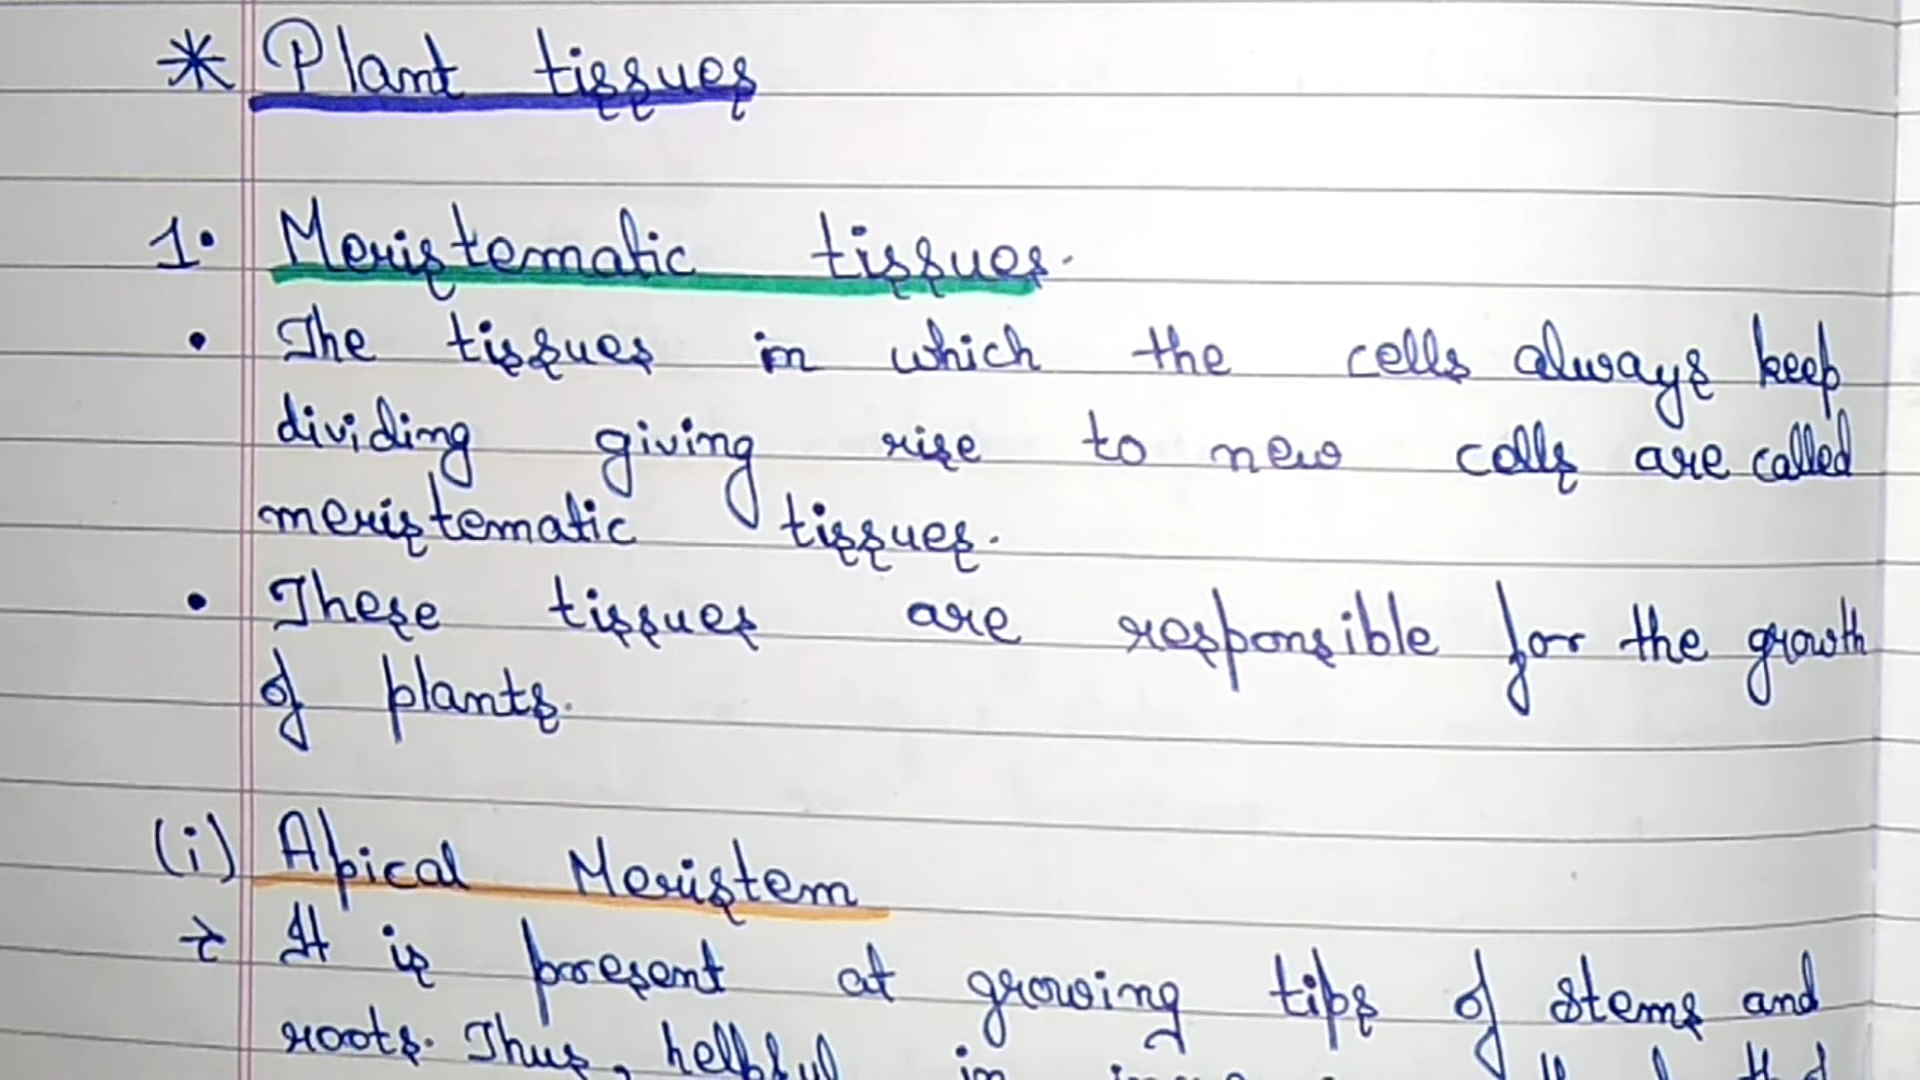 * Plant tissues
1. Meristematic tissues.
• The tissues in which the cells always keep
dividing giving rise to new cells are called
meristematic tissues.
• These tissues are responsible for the growth
of plants.
(i) Apical Meristem
→ It is present at growing tips of stems and
roots. Thus, helpful in